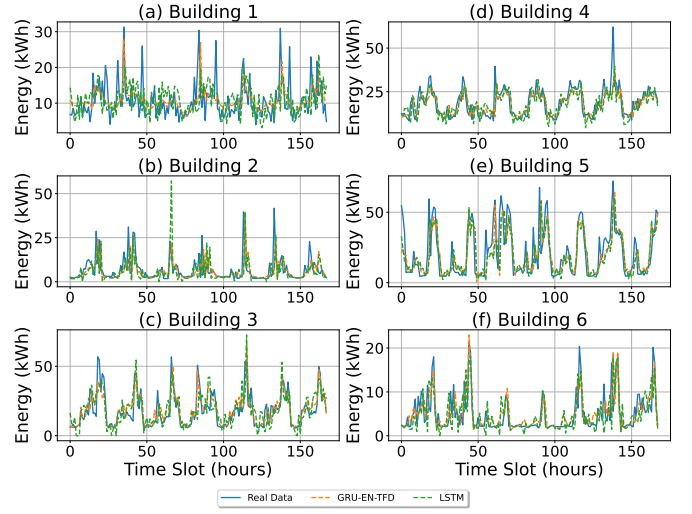 (a) Building 1
Energy (kWh)
30
20
10
0 50 100 150
(d) Building 4
Energy (kWh)
50
25
0 50 100 150
(b) Building 2
Energy (kWh)
50
25
0
0 50 100 150
(e) Building 5
Energy (kWh)
50
0
0 50 100 150
(c) Building 3
Energy (kWh)
50
0
0 50 100 150
Time Slot (hours)
(f) Building 6
Energy (kWh)
20
10
0
0 50 100 150
Time Slot (hours)
Real Data GRU-EN-TFD LSTM